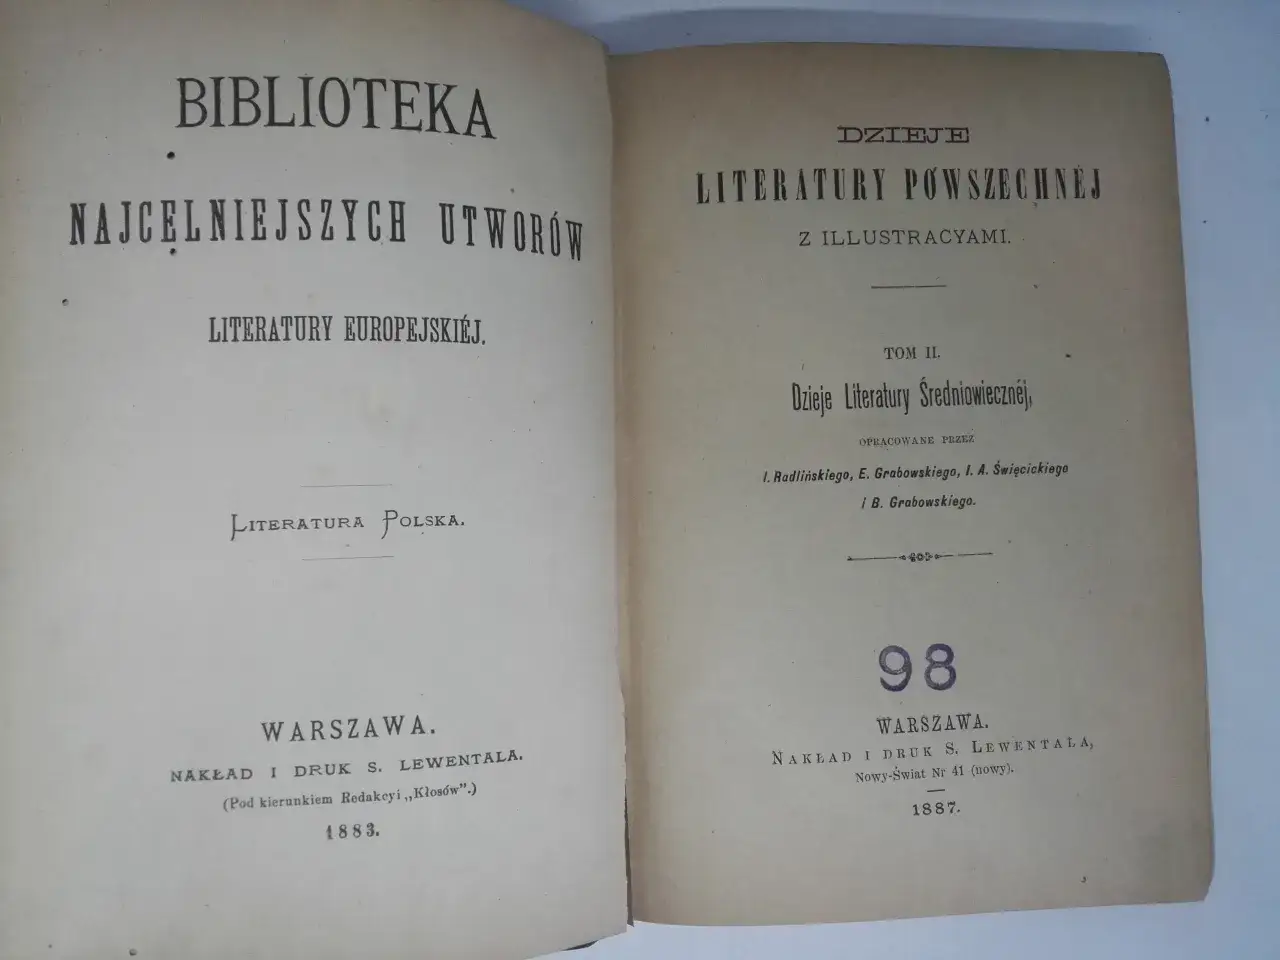 BIBLIOTEKA
NAJCELNIEJSZYCH UTWORÓW
LITERATURY EUROPEJSKIÉJ.
LITERATURA POLSKA.
WARSZAWA.
NAKŁAD I DRUK S. LEWENTALA.
(Pod kierunkiem Redakcyi „Kłosów”.)
1883.
DZIEJE
LITERATURY POWSZECHNÉJ
Z ILLUSTRACYAMI.
TOM II.
Dzieje Literatury Średniowiecznéj,
OPRACOWANE PRZEZ
I. Radlińskiego, E. Grabowskiego, I. A. Święcickiego
i B. Grabowskiego.
98
WARSZAWA.
NAKŁAD I DRUK S. LEWENTALA,
Nowy-Świat Nr 41 (nowy).
1887.